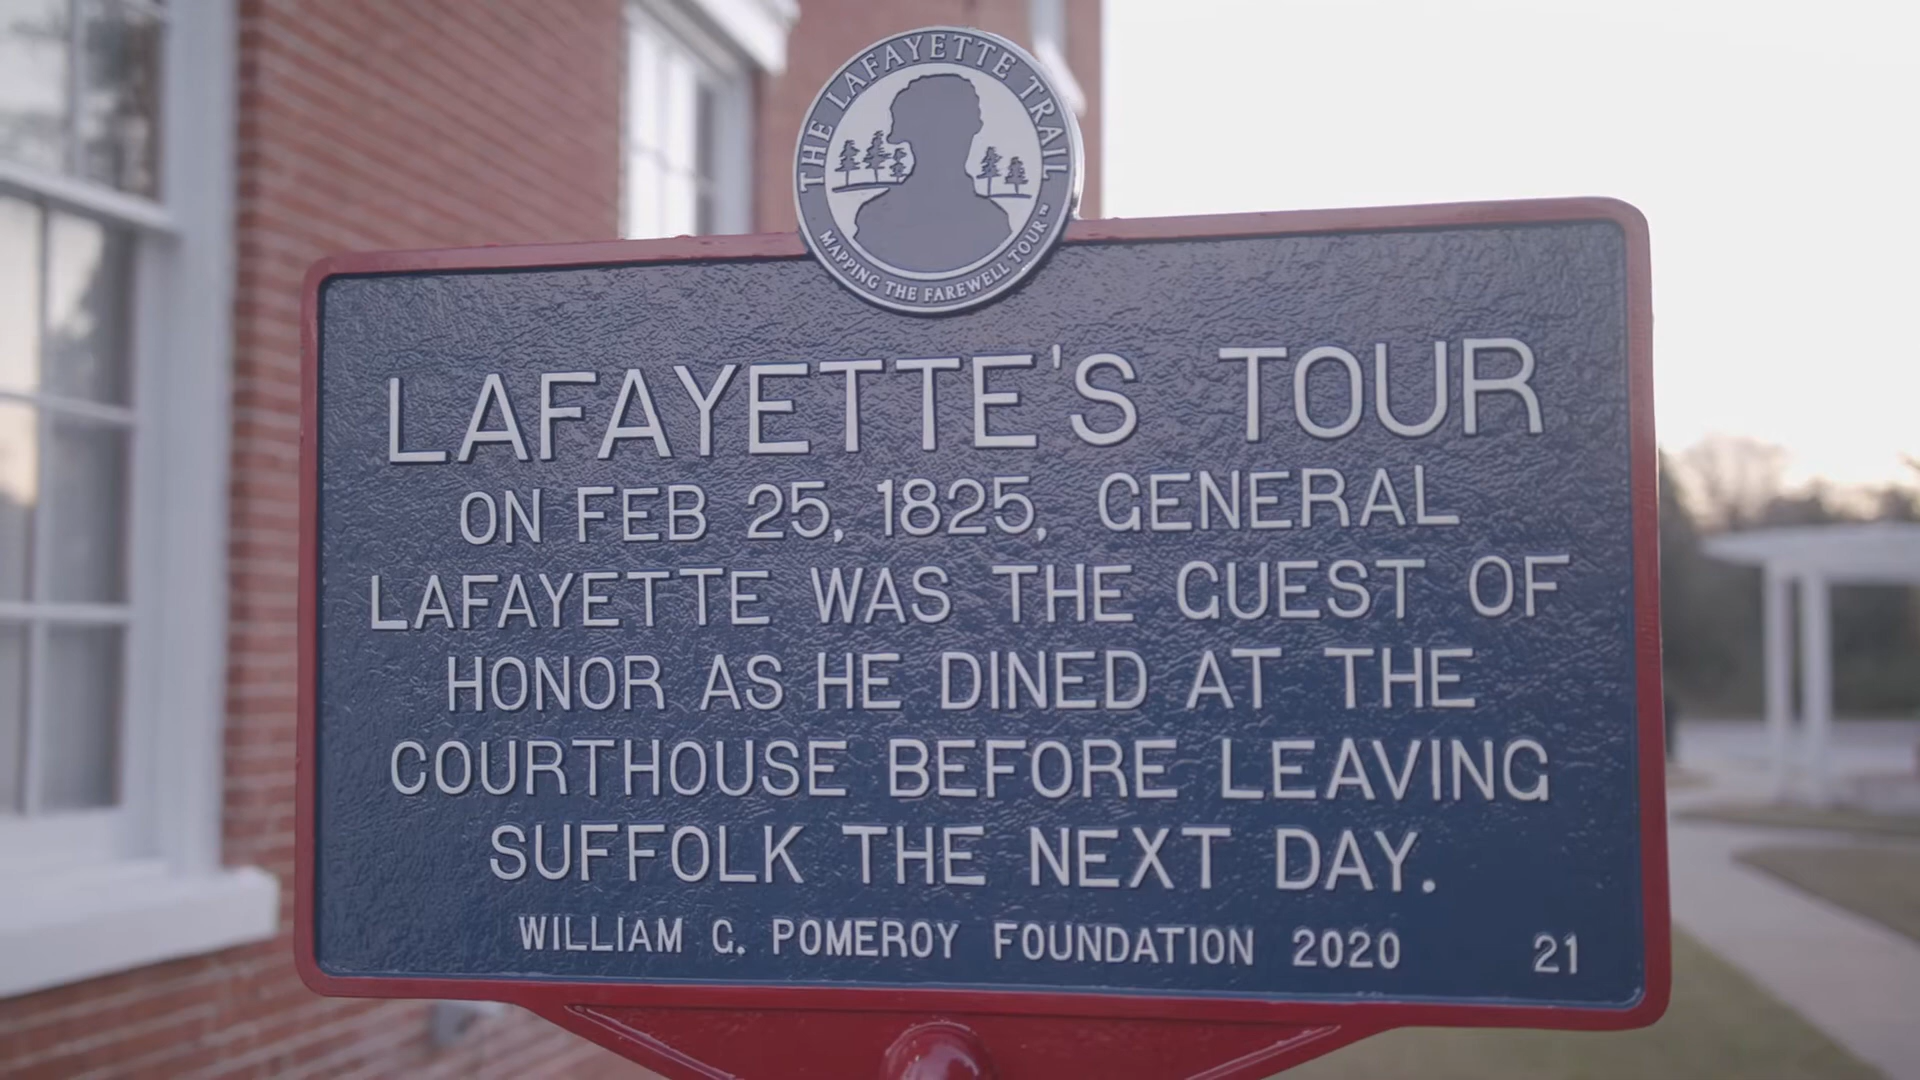 THE LAFAYETTE TRAIL
MAPPING THE FAREWELL TOUR™
LAFAYETTE'S TOUR
ON FEB 25, 1825, GENERAL
LAFAYETTE WAS THE GUEST OF
HONOR AS HE DINED AT THE
COURTHOUSE BEFORE LEAVING
SUFFOLK THE NEXT DAY.
WILLIAM G. POMEROY FOUNDATION 2020 21